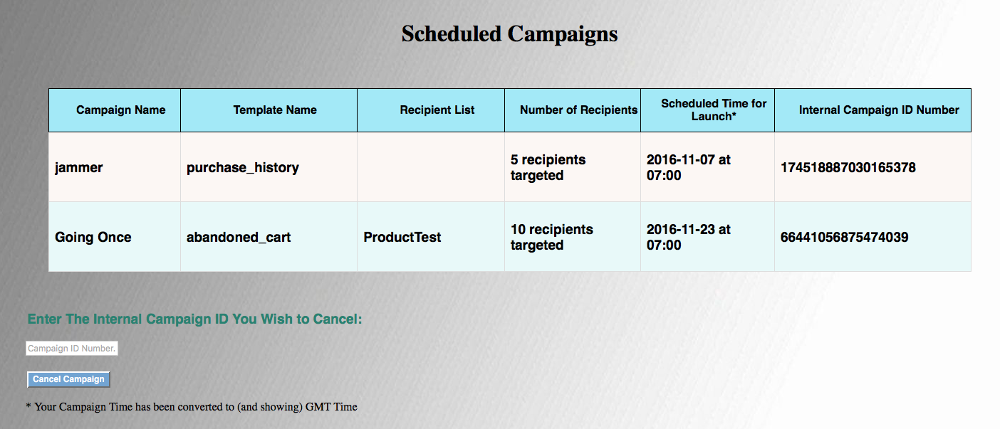 Scheduled Campaigns
Campaign Name Template Name Recipient List Number of Recipients Scheduled Time for Launch* Internal Campaign ID Number
jammer purchase_history 5 recipients targeted 2016-11-07 at 07:00 174518887030165378
Going Once abandoned_cart ProductTest 10 recipients targeted 2016-11-23 at 07:00 66441056875474039
Enter The Internal Campaign ID You Wish to Cancel:
Campaign ID Number.
Cancel Campaign
* Your Campaign Time has been converted to (and showing) GMT Time